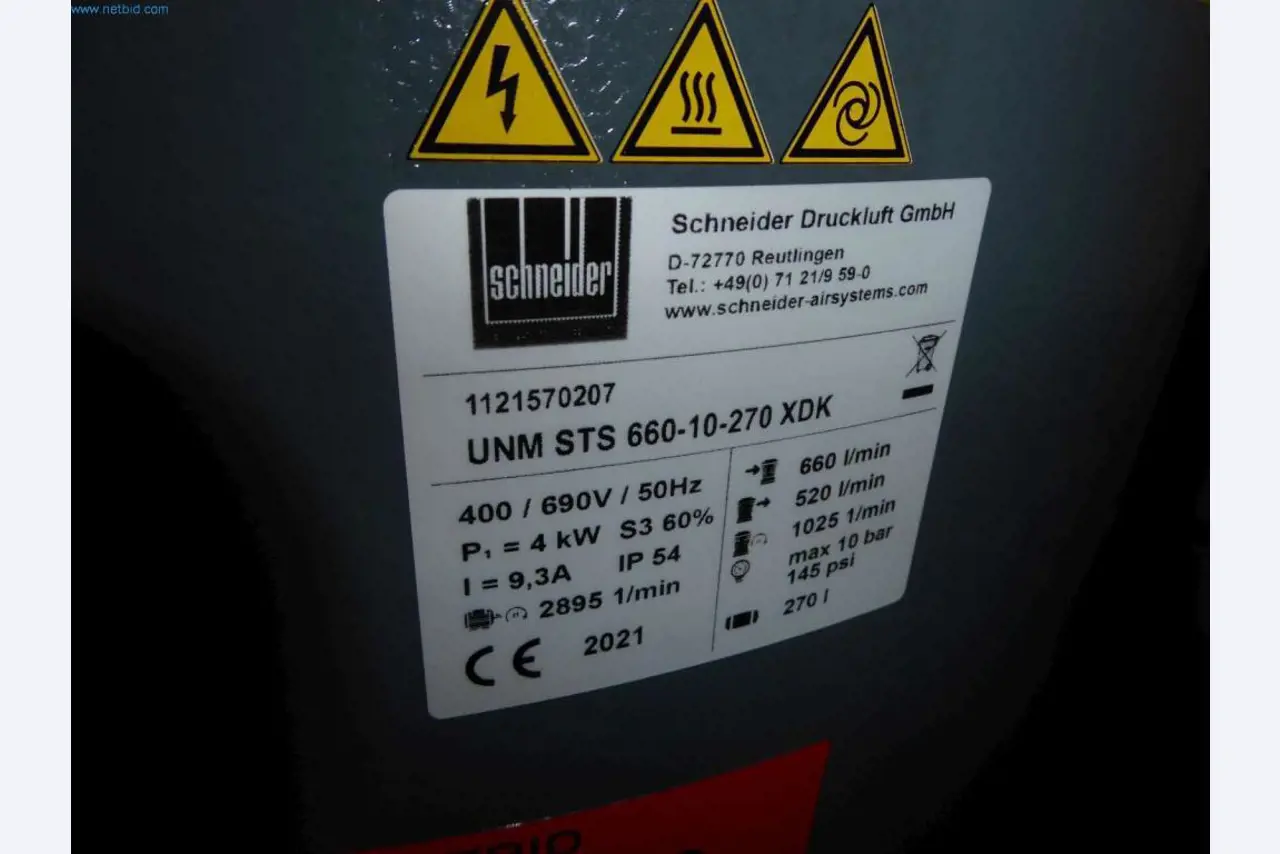 www.netbid.com
schneider
Schneider Druckluft GmbH
D-72770 Reutlingen
Tel.: +49(0) 71 21/9 59-0
www.schneider-airsystems.com
1121570207
UNM STS 660-10-270 XDK
400 / 690V / 50Hz
P₁ = 4 kW S3 60%
I = 9,3A IP 54
2895 1/min
CE 2021
660 l/min
520 l/min
1025 1/min
max 10 bar
145 psi
270 l